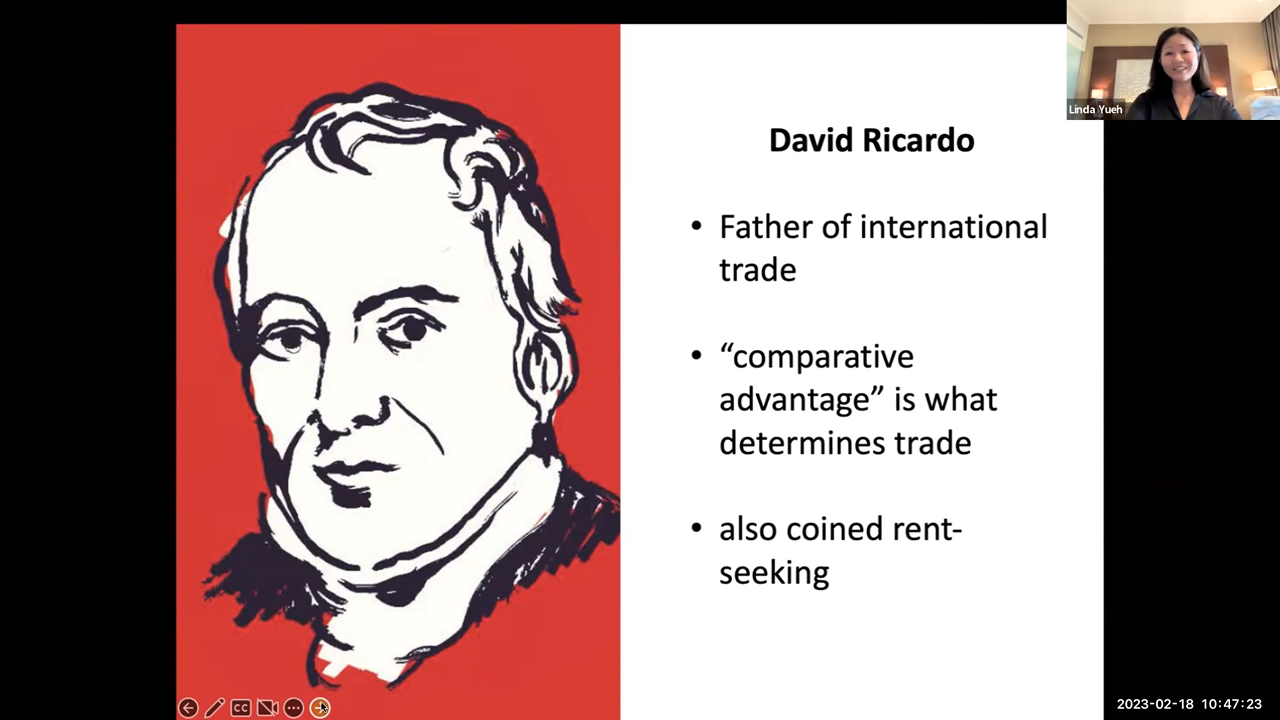 Linda Yueh
David Ricardo
• Father of international
trade
• “comparative
advantage” is what
determines trade
• also coined rent-
seeking
CC
2023-02-18 10:47:23